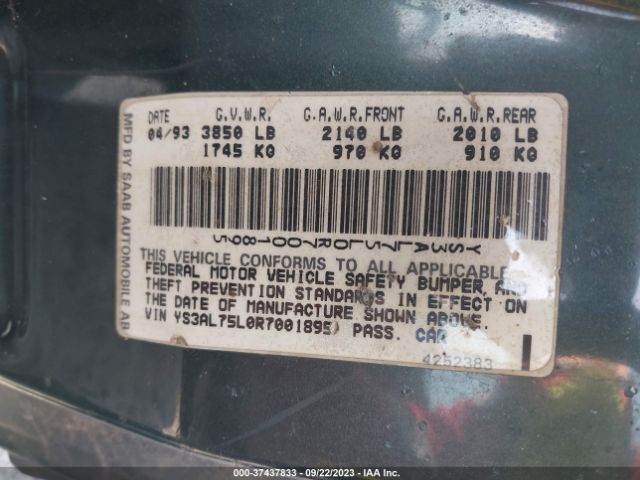 DATE G.V.W.R. G.A.W.R.FRONT G.A.W.R.REAR
04/93 3850 LB 2140 LB 2010 LB
1745 KG 970 KG 910 KG
MFD BY SAAB AUTOMOBILE AB
YS3AL75L0R7001895
THIS VEHICLE CONFORMS TO ALL APPLICABLE
FEDERAL MOTOR VEHICLE SAFETY BUMPER AND
THEFT PREVENTION STANDARDS IN EFFECT ON
THE DATE OF MANUFACTURE SHOWN ABOVE.
VIN YS3AL75L0R7001895 PASS. CAR
4252383
000-37437833 - 09/22/2023 - IAA Inc.